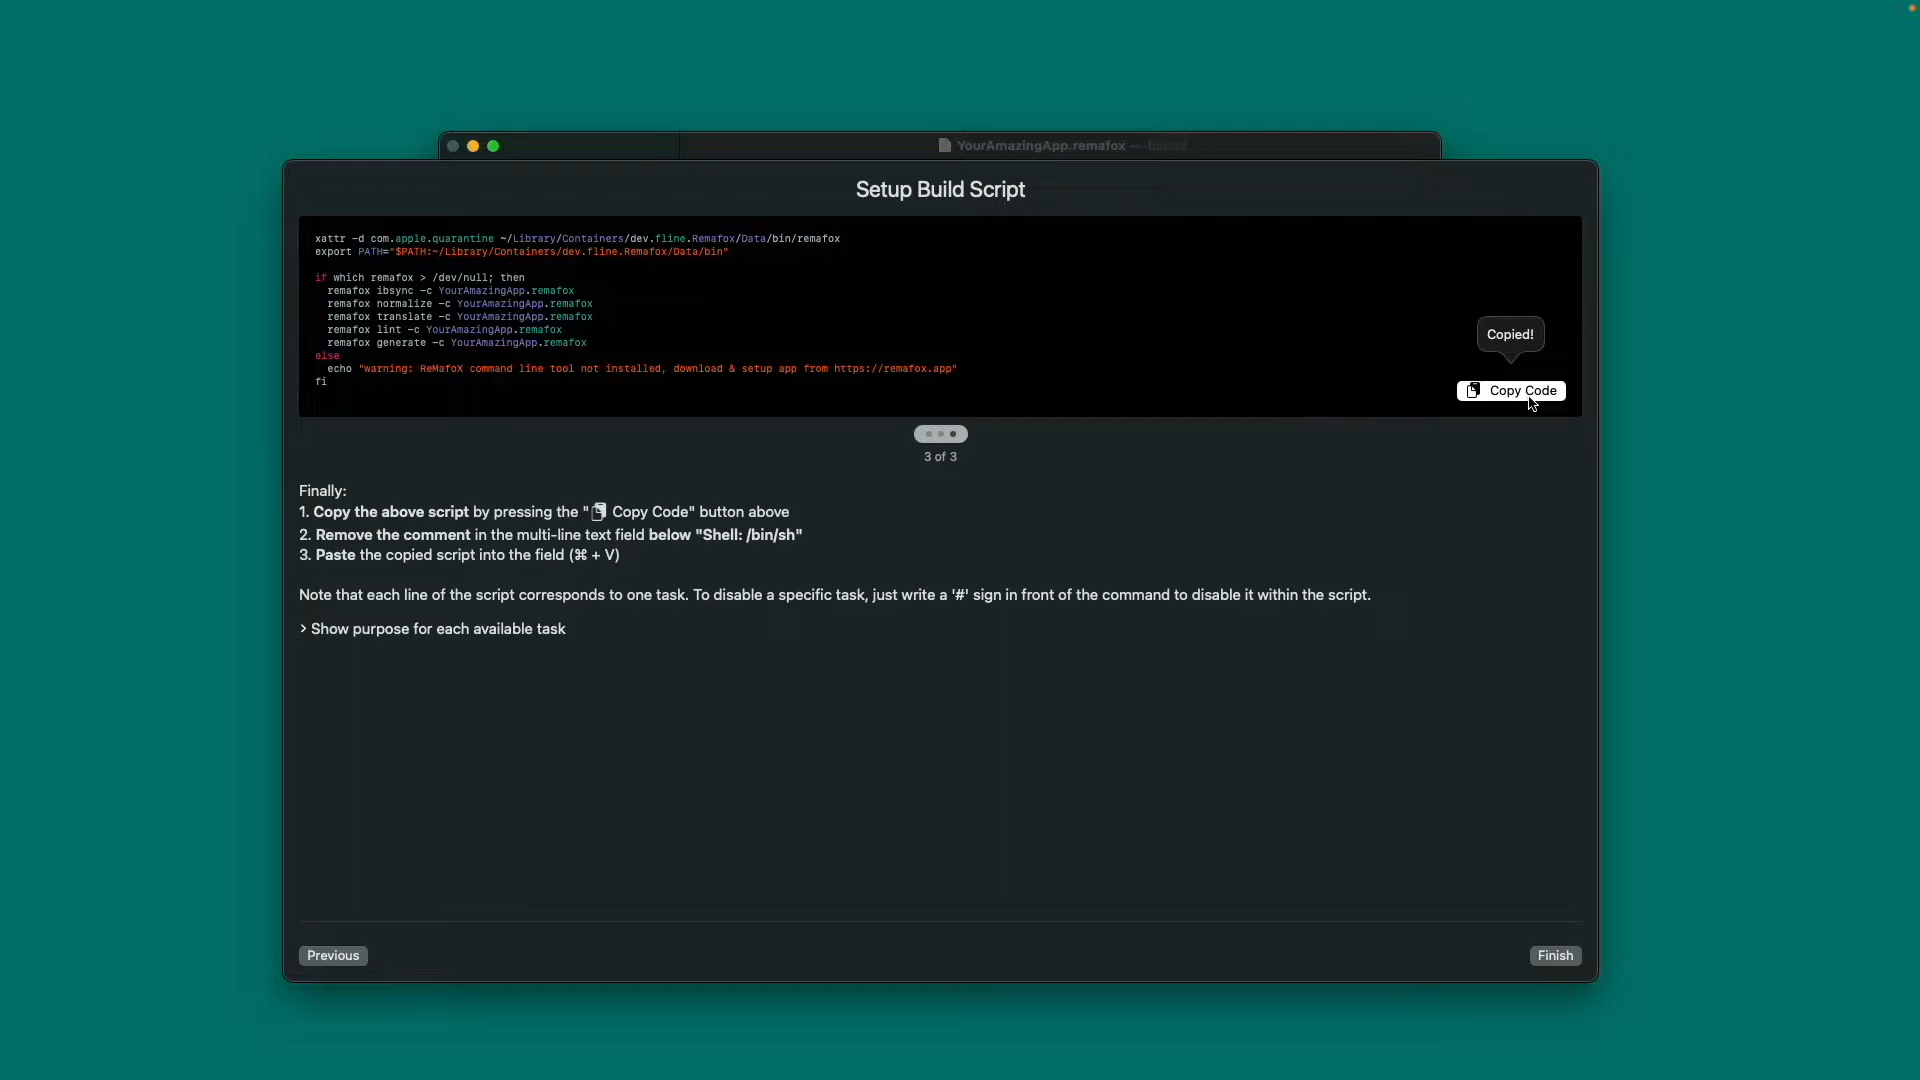 YourAmazingApp.remafox — bound
Setup Build Script
xattr -d com.apple.quarantine ~/Library/Containers/dev.fline.Remafox/Data/bin/remafox
export PATH="$PATH:~/Library/Containers/dev.fline.Remafox/Data/bin"
if which remafox > /dev/null; then
remafox ibsync -c YourAmazingApp.remafox
remafox normalize -c YourAmazingApp.remafox
remafox translate -c YourAmazingApp.remafox
remafox lint -c YourAmazingApp.remafox
remafox generate -c YourAmazingApp.remafox
else
echo "warning: ReMafoX command line tool not installed, download & setup app from https://remafox.app"
fi
Copied!
Copy Code
3 of 3
Finally:
1. Copy the above script by pressing the " Copy Code" button above
2. Remove the comment in the multi-line text field below "Shell: /bin/sh"
3. Paste the copied script into the field (⌘ + V)
Note that each line of the script corresponds to one task. To disable a specific task, just write a '#' sign in front of the command to disable it within the script.
> Show purpose for each available task
Previous
Finish